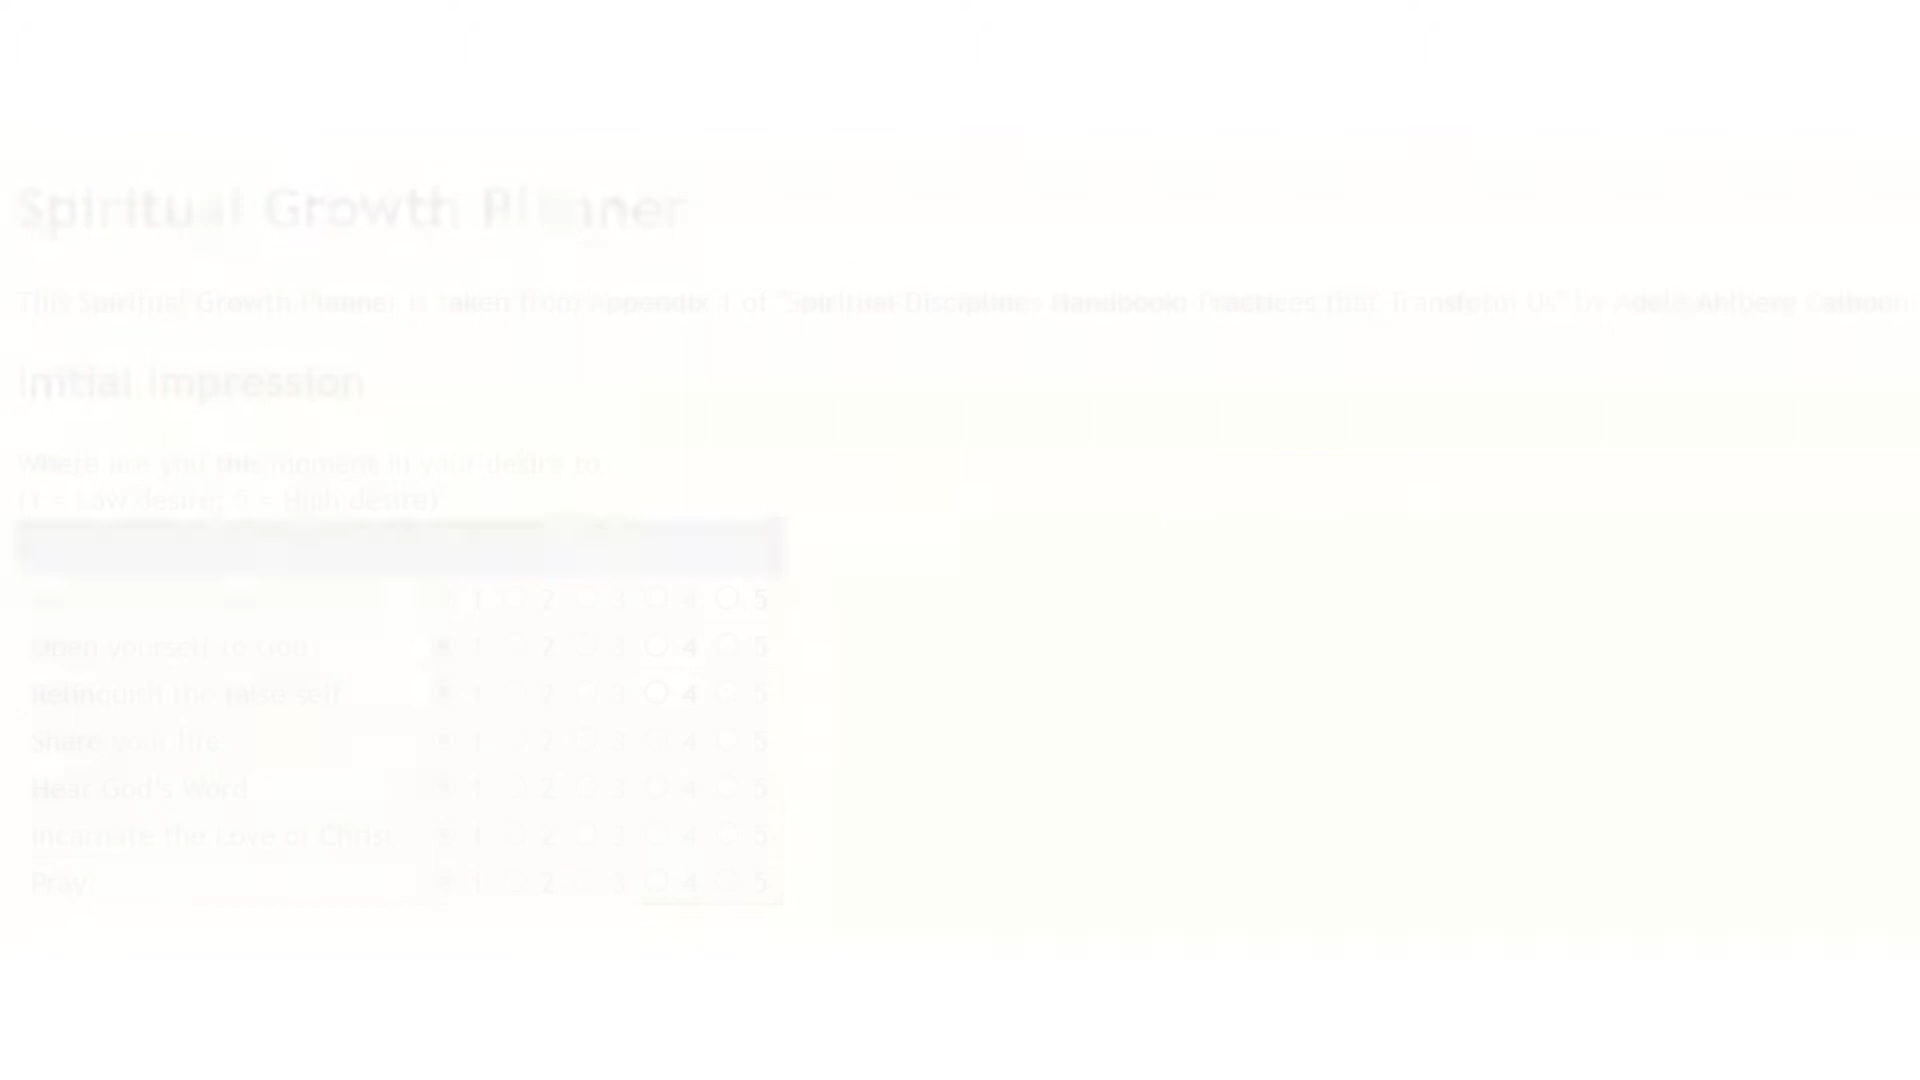 Spiritual Growth Planner
This Spiritual Growth Planner is taken from Appendix 1 of "Spiritual Disciplines Handbook: Practices that Transform Us" by Adele Ahlberg Calhoun
Initial Impression
Where are you this moment in your desire to
(1 = Low desire; 5 = High desire)
1 2 3 4 5
Open yourself to God 1 2 3 4 5
Relinquish the false self 1 2 3 4 5
Share your life 1 2 3 4 5
Hear God's Word 1 2 3 4 5
Incarnate the Love of Christ 1 2 3 4 5
Pray 1 2 3 4 5